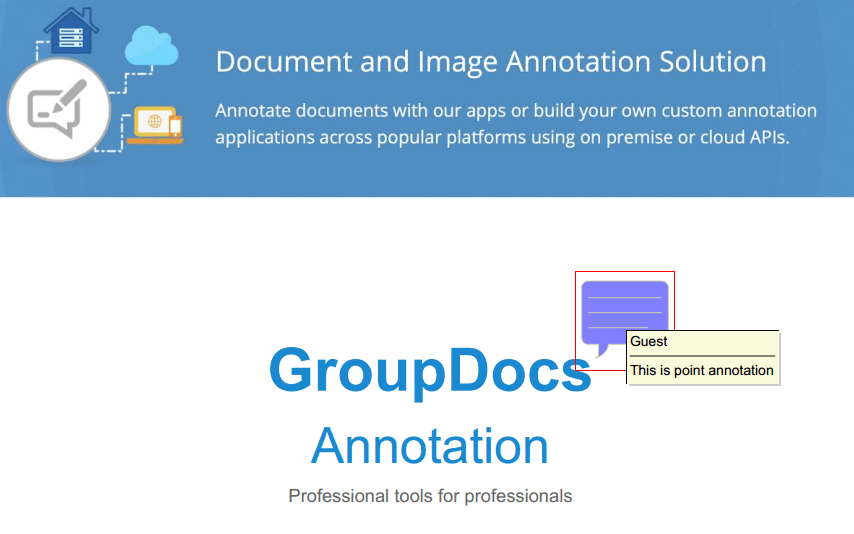 Document and Image Annotation Solution
Annotate documents with our apps or build your own custom annotation
applications across popular platforms using on premise or cloud APIs.
Guest
This is point annotation
GroupDocs
Annotation
Professional tools for professionals